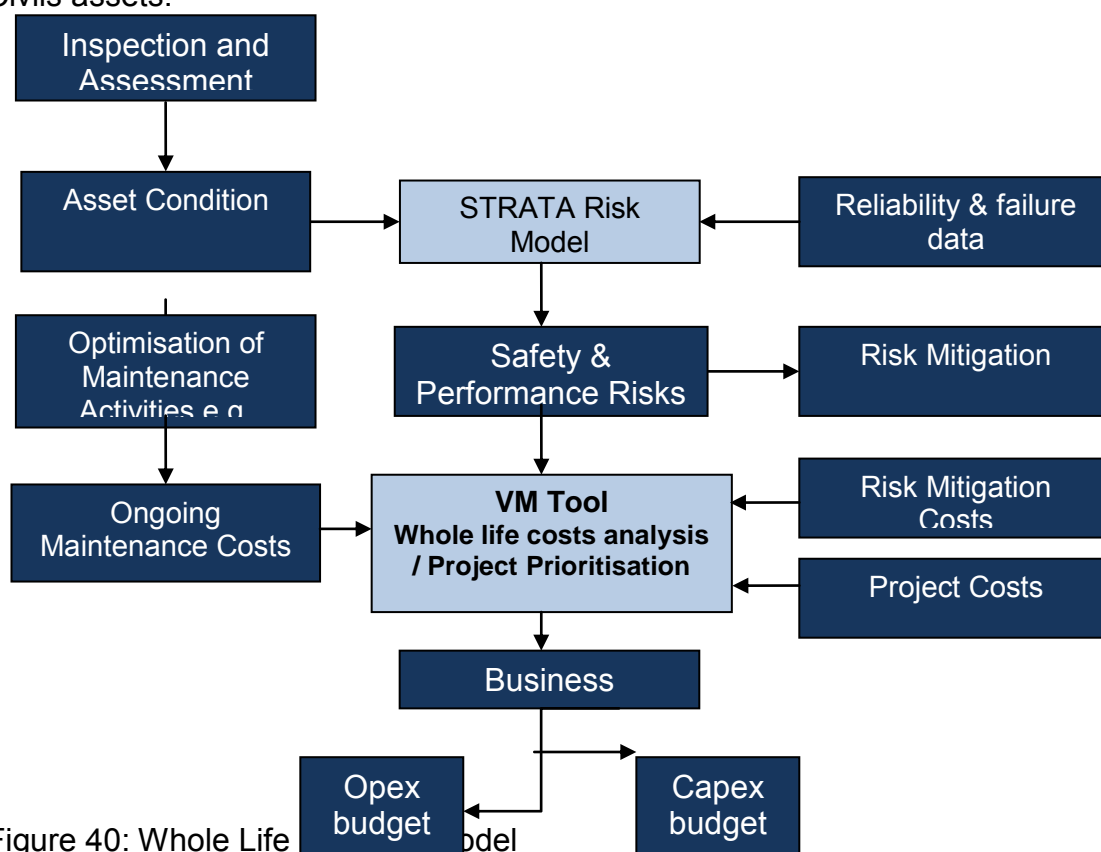 assets.
Inspection and
Assessment
Asset Condition
STRATA Risk
Model
Reliability & failure
data
Optimisation of
Maintenance
Activities e.g
Safety &
Performance Risks
Risk Mitigation
Ongoing
Maintenance Costs
VM Tool
Whole life costs analysis
/ Project Prioritisation
Risk Mitigation
Costs
Project Costs
Business
Opex
budget
Capex
budget
Figure 40: Whole Life